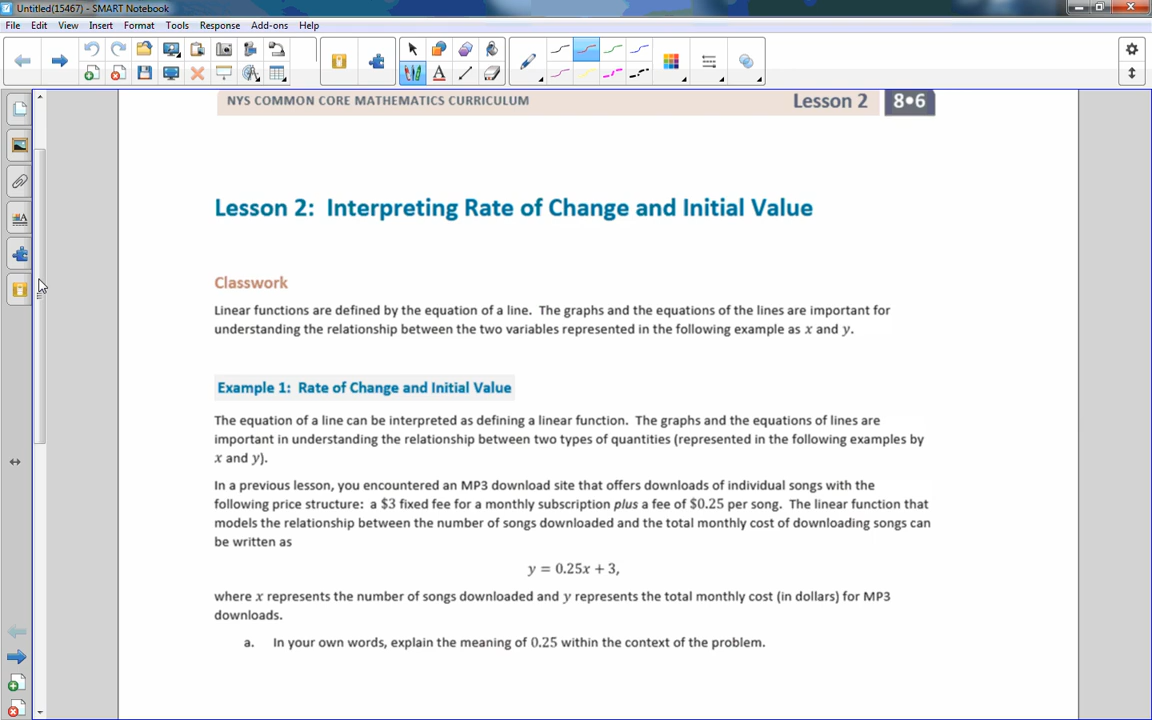 Untitled(15467) - SMART Notebook
File Edit View Insert Format Tools Response Add-ons Help
NYS COMMON CORE MATHEMATICS CURRICULUM Lesson 2 8•6
Lesson 2: Interpreting Rate of Change and Initial Value
Classwork
Linear functions are defined by the equation of a line. The graphs and the equations of the lines are important for
understanding the relationship between the two variables represented in the following example as x and y.
Example 1: Rate of Change and Initial Value
The equation of a line can be interpreted as defining a linear function. The graphs and the equations of lines are
important in understanding the relationship between two types of quantities (represented in the following examples by
x and y).
In a previous lesson, you encountered an MP3 download site that offers downloads of individual songs with the
following price structure: a $3 fixed fee for a monthly subscription plus a fee of $0.25 per song. The linear function that
models the relationship between the number of songs downloaded and the total monthly cost of downloading songs can
be written as
y = 0.25x + 3,
where x represents the number of songs downloaded and y represents the total monthly cost (in dollars) for MP3
downloads.
a. In your own words, explain the meaning of 0.25 within the context of the problem.